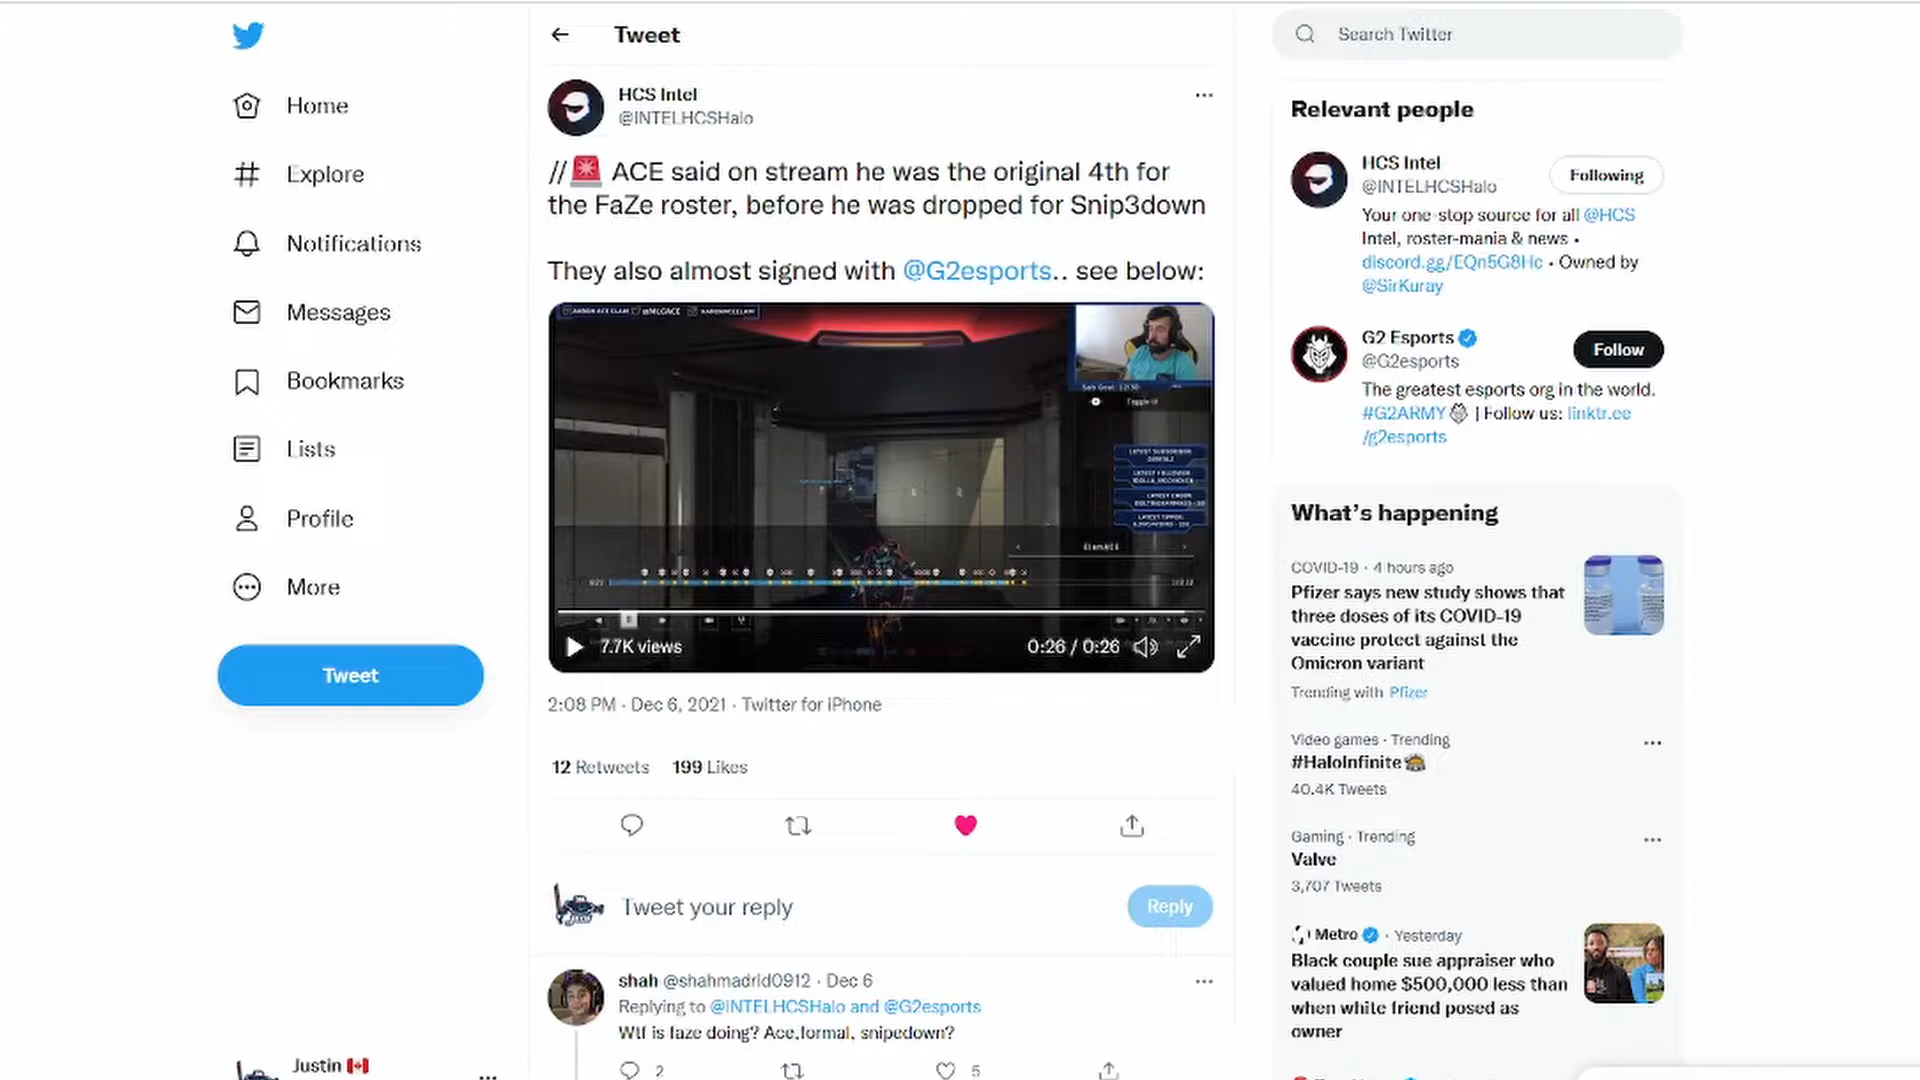 Tweet
Search Twitter
Home
Explore
Notifications
Messages
Bookmarks
Lists
Profile
More
Tweet
Justin
HCS Intel
@INTELHCSHalo
// ACE said on stream he was the original 4th for
the FaZe roster, before he was dropped for Snip3down
They also almost signed with @G2esports.. see below:
@MLGACE
7.7K views
0:26 / 0:26
2:08 PM · Dec 6, 2021 · Twitter for iPhone
12 Retweets 199 Likes
Tweet your reply
Reply
shah @shahmadrid0912 · Dec 6
Replying to @INTELHCSHalo and @G2esports
Wtf is faze doing? Ace,formal, snipedown?
2
5
Relevant people
HCS Intel
@INTELHCSHalo
Following
Your one-stop source for all @HCS
Intel, roster-mania & news •
discord.gg/EQn5G8Hc • Owned by
@SirKuray
G2 Esports
@G2esports
Follow
The greatest esports org in the world.
#G2ARMY | Follow us: linktr.ee
/g2esports
What's happening
COVID-19 · 4 hours ago
Pfizer says new study shows that
three doses of its COVID-19
vaccine protect against the
Omicron variant
Trending with Pfizer
Video games · Trending
#HaloInfinite
40.4K Tweets
Gaming · Trending
Valve
3,707 Tweets
Metro · Yesterday
Black couple sue appraiser who
valued home $500,000 less than
when white friend posed as
owner